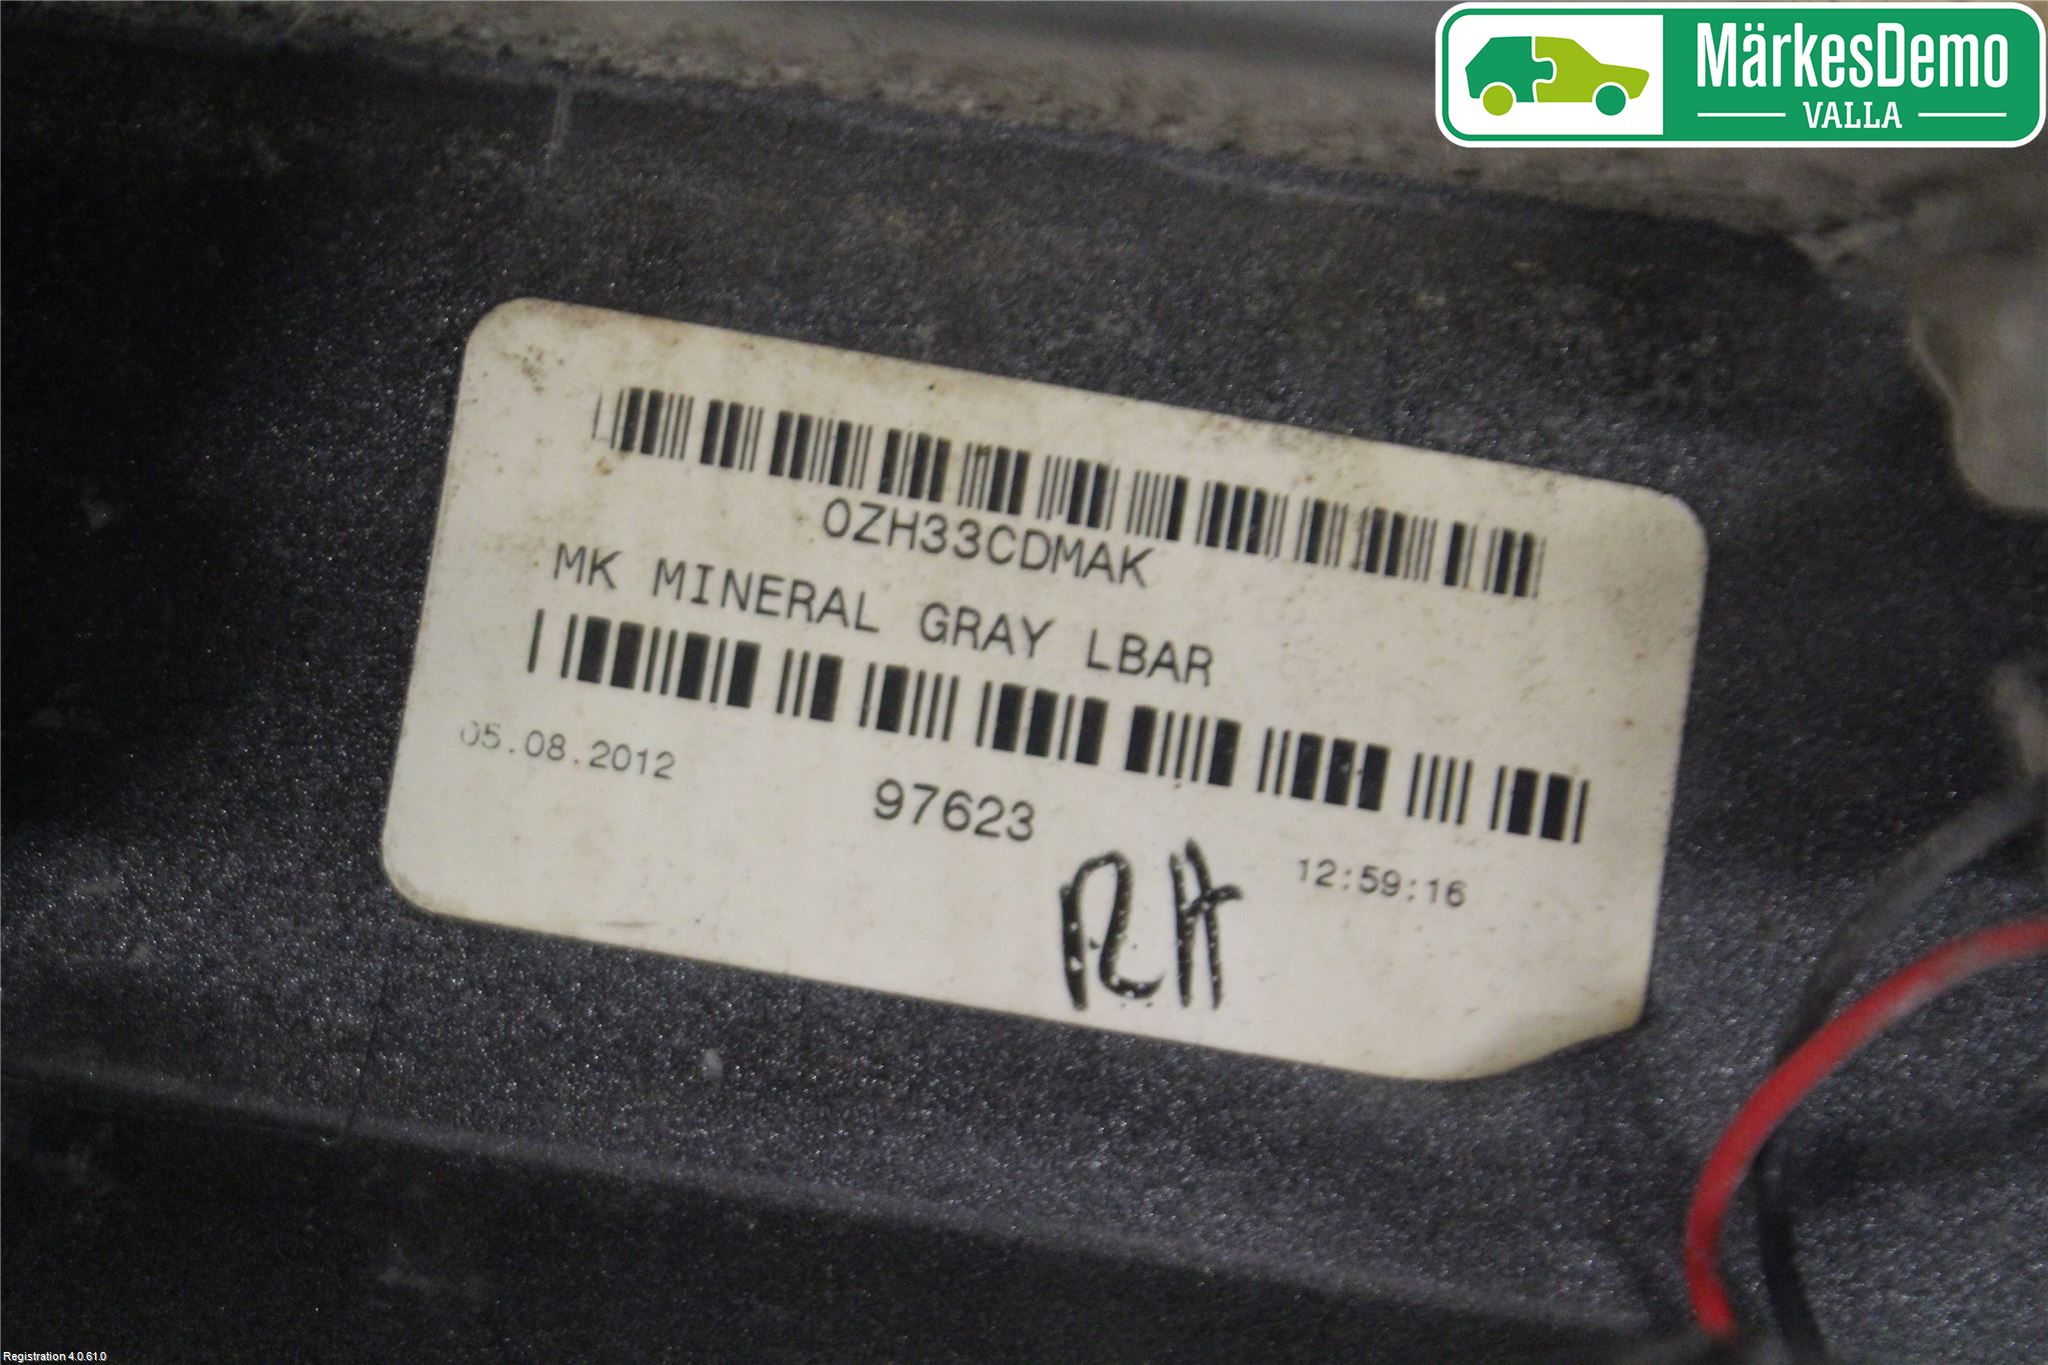 MärkesDemo
VALLA
0ZH33CDMAK
MK MINERAL GRAY LBAR
05.08.2012
97623
12:59:16
RH
Registration 4.0.61.0